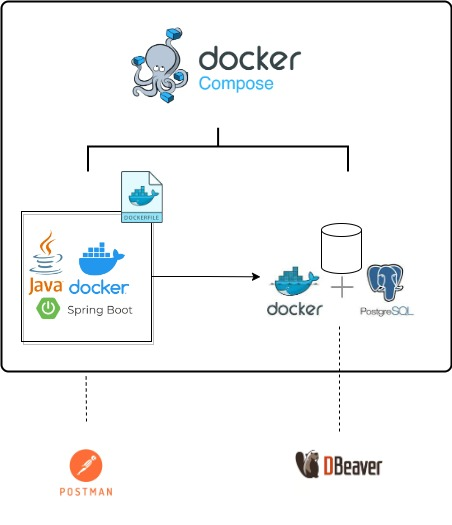 docker
Compose
DOCKERFILE
Java
docker
Spring Boot
docker
PostgreSQL
POSTMAN
DBeaver